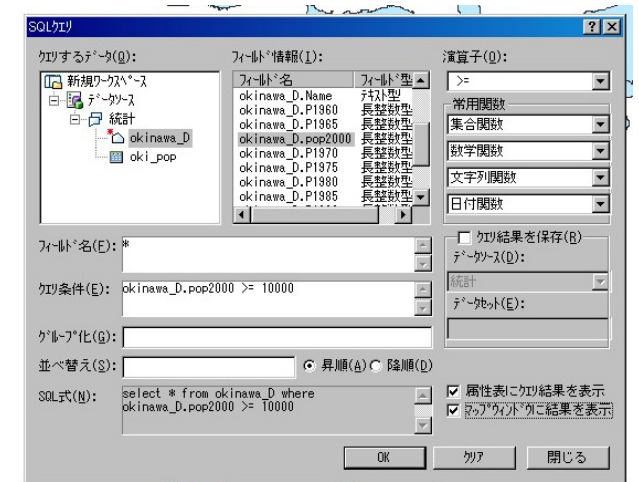 SQLｸｴﾘ
ｸｴﾘするﾃﾞｰﾀ(Q):
新規ﾜｰｸｽﾍﾟｰｽ
ﾃﾞｰﾀｿｰｽ
統計
okinawa_D
oki_pop
ﾌｨｰﾙﾄﾞ情報(I):
ﾌｨｰﾙﾄﾞ名 ﾌｨｰﾙﾄﾞ型
okinawa_D.Name ﾃｷｽﾄ型
okinawa_D.P1960 長整数型
okinawa_D.P1965 長整数型
okinawa_D.pop2000 長整数型
okinawa_D.P1970 長整数型
okinawa_D.P1975 長整数型
okinawa_D.P1980 長整数型
okinawa_D.P1985 長整数型
演算子(O):
>=
常用関数
集合関数
数学関数
文字列関数
日付関数
ﾌｨｰﾙﾄﾞ名(F): *
ｸｴﾘ条件(E): okinawa_D.pop2000 >= 10000
ｸﾞﾙｰﾌﾟ化(G):
並べ替え(S): 昇順(A) 降順(D)
SQL式(N): select * from okinawa_D where
okinawa_D.pop2000 >= 10000
ｸｴﾘ結果を保存(R)
ﾃﾞｰﾀｿｰｽ(D):
統計
ﾃﾞｰﾀｾｯﾄ(E):
属性表にｸｴﾘ結果を表示
ﾏｯﾌﾟｳｨﾝﾄﾞｳに結果を表示
OK ｸﾘｱ 閉じる